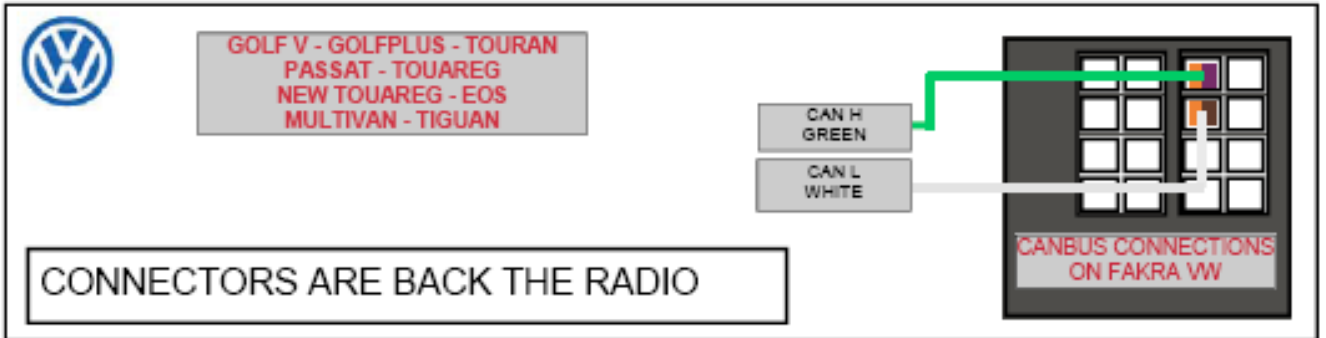 GOLF V - GOLFPLUS - TOURAN
PASSAT - TOUAREG
NEW TOUAREG - EOS
MULTIVAN - TIGUAN
CAN H
GREEN
CAN L
WHITE
CANBUS CONNECTIONS
ON FAKRA VW
CONNECTORS ARE BACK THE RADIO